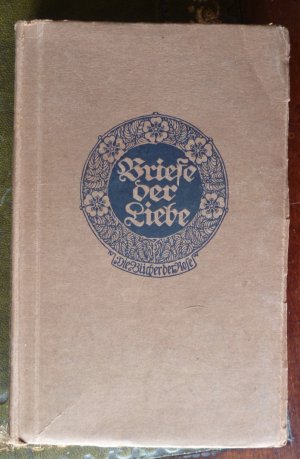 Briefe
der
Liebe
Die Bücher der Rose